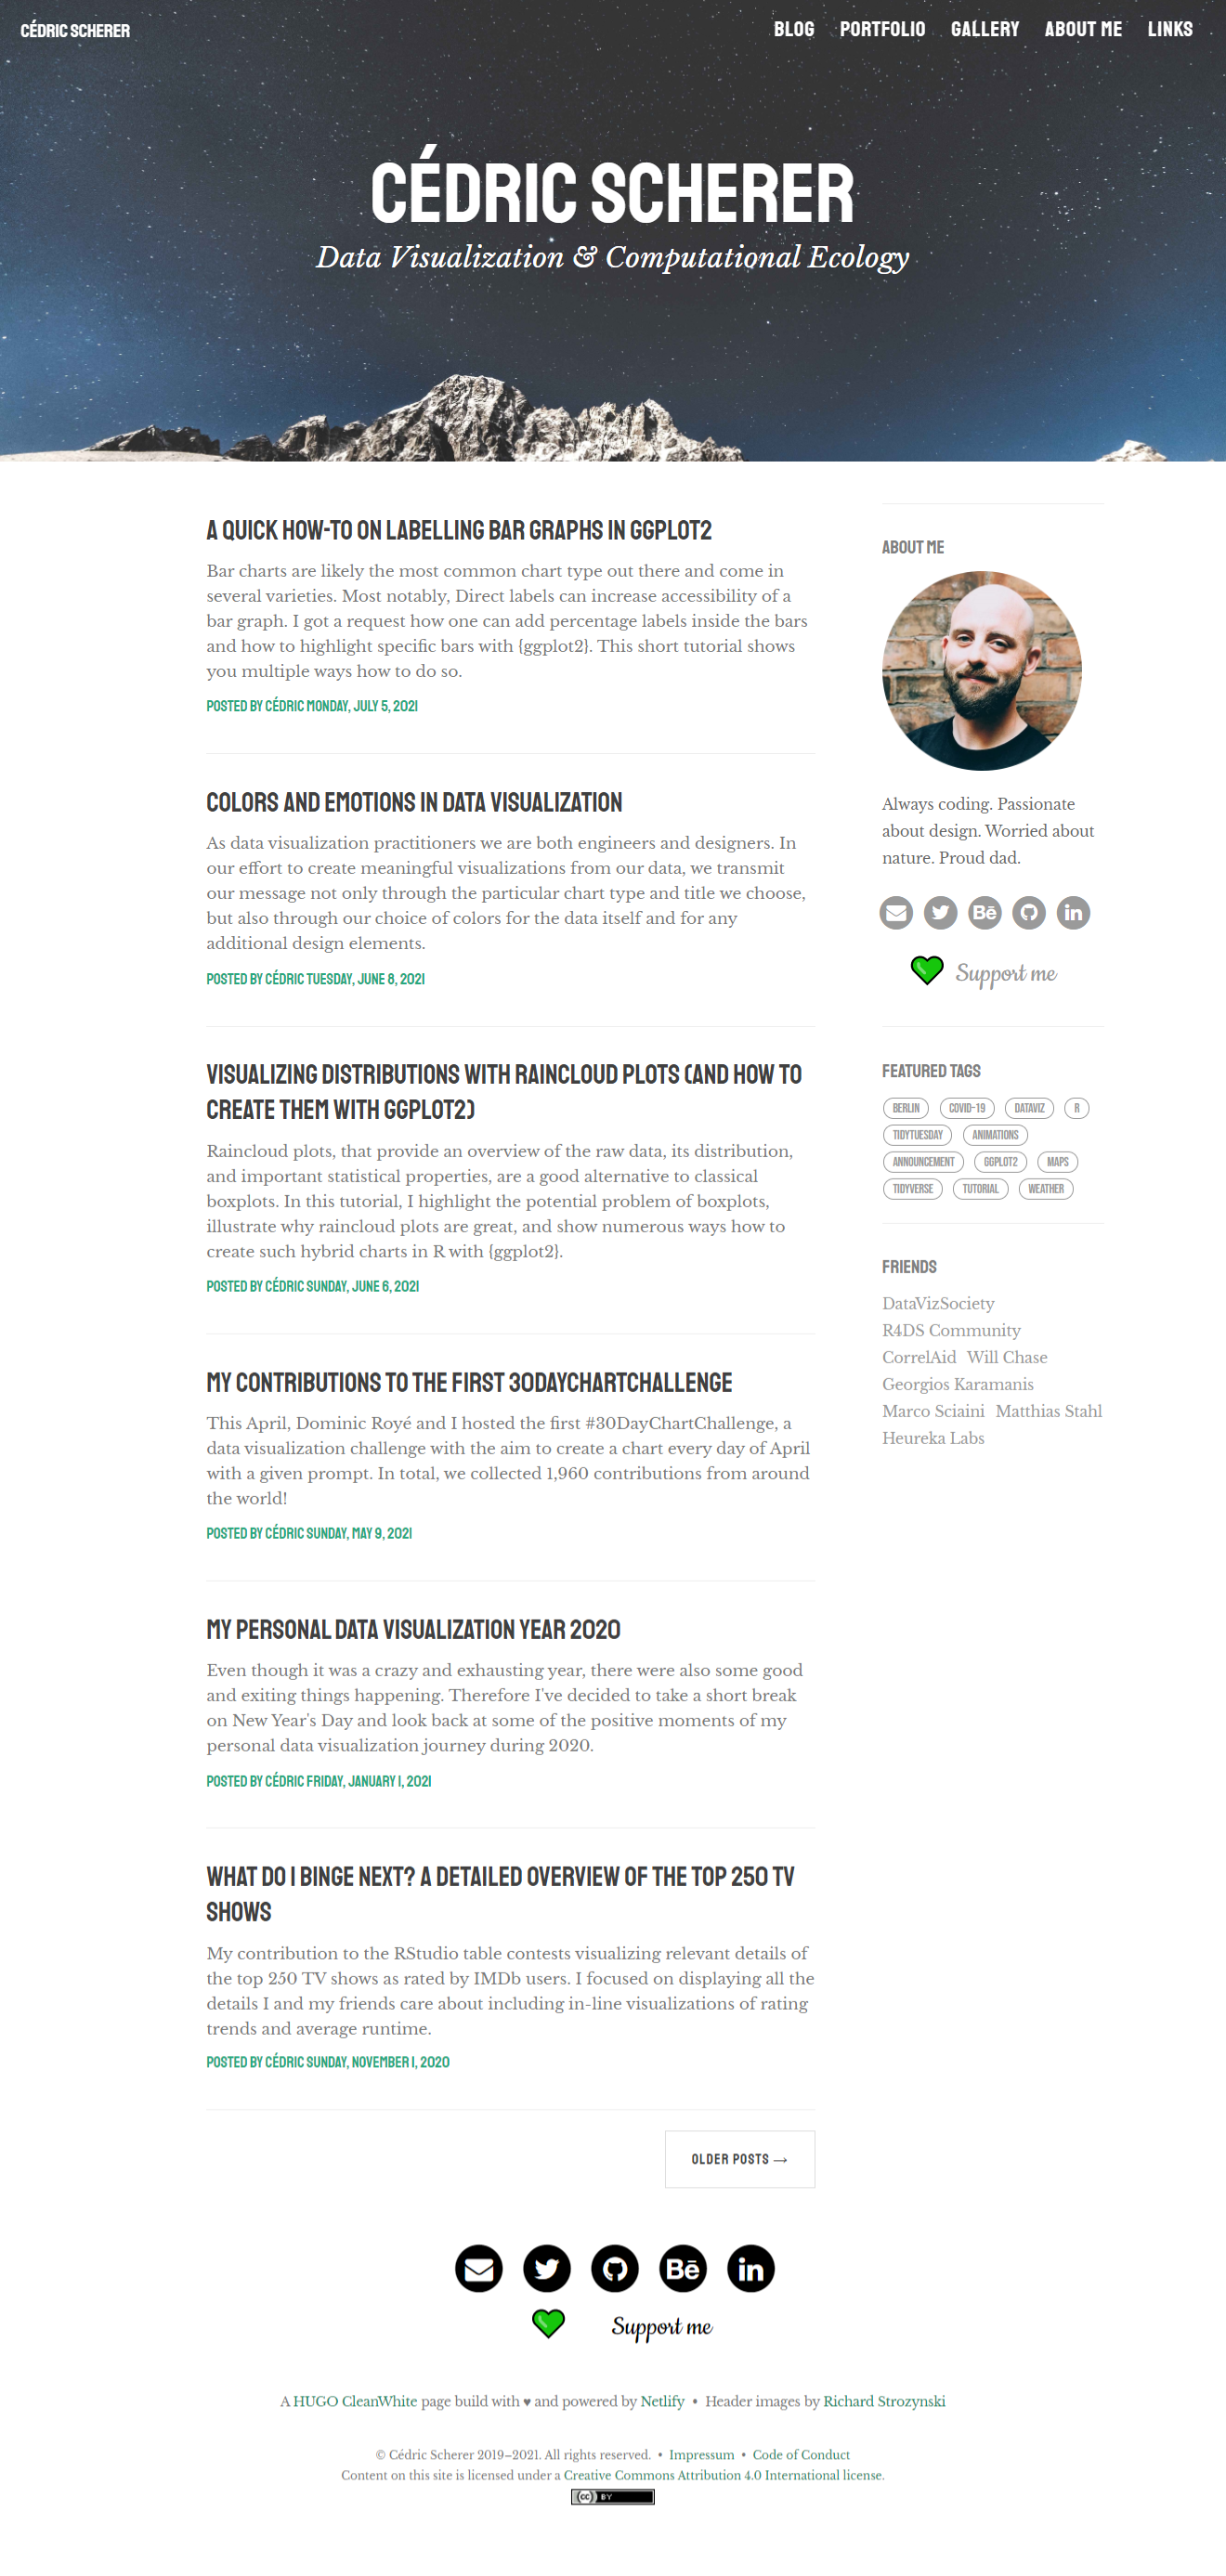 CÉDRIC SCHERER
BLOG PORTFOLIO GALLERY ABOUT ME LINKS
CÉDRIC SCHERER
Data Visualization & Computational Ecology
A QUICK HOW-TO ON LABELLING BAR GRAPHS IN GGPLOT2
Bar charts are likely the most common chart type out there and come in
several varieties. Most notably, Direct labels can increase accessibility of a
bar graph. I got a request how one can add percentage labels inside the bars
and how to highlight specific bars with {ggplot2}. This short tutorial shows
you multiple ways how to do so.
POSTED BY CÉDRIC MONDAY, JULY 5, 2021
COLORS AND EMOTIONS IN DATA VISUALIZATION
As data visualization practitioners we are both engineers and designers. In
our effort to create meaningful visualizations from our data, we transmit
our message not only through the particular chart type and title we choose,
but also through our choice of colors for the data itself and for any
additional design elements.
POSTED BY CÉDRIC TUESDAY, JUNE 8, 2021
VISUALIZING DISTRIBUTIONS WITH RAINCLOUD PLOTS (AND HOW TO
CREATE THEM WITH GGPLOT2)
Raincloud plots, that provide an overview of the raw data, its distribution,
and important statistical properties, are a good alternative to classical
boxplots. In this tutorial, I highlight the potential problem of boxplots,
illustrate why raincloud plots are great, and show numerous ways how to
create such hybrid charts in R with {ggplot2}.
POSTED BY CÉDRIC SUNDAY, JUNE 6, 2021
MY CONTRIBUTIONS TO THE FIRST 30DAYCHARTCHALLENGE
This April, Dominic Royé and I hosted the first #30DayChartChallenge, a
data visualization challenge with the aim to create a chart every day of April
with a given prompt. In total, we collected 1,960 contributions from around
the world!
POSTED BY CÉDRIC SUNDAY, MAY 9, 2021
MY PERSONAL DATA VISUALIZATION YEAR 2020
Even though it was a crazy and exhausting year, there were also some good
and exiting things happening. Therefore I've decided to take a short break
on New Year's Day and look back at some of the positive moments of my
personal data visualization journey during 2020.
POSTED BY CÉDRIC FRIDAY, JANUARY 1, 2021
WHAT DO I BINGE NEXT? A DETAILED OVERVIEW OF THE TOP 250 TV
SHOWS
My contribution to the RStudio table contests visualizing relevant details of
the top 250 TV shows as rated by IMDb users. I focused on displaying all the
details I and my friends care about including in-line visualizations of rating
trends and average runtime.
POSTED BY CÉDRIC SUNDAY, NOVEMBER 1, 2020
OLDER POSTS →
ABOUT ME
Always coding. Passionate
about design. Worried about
nature. Proud dad.
Bē in
Support me
FEATURED TAGS
BERLIN COVID-19 DATAVIZ R
TIDYTUESDAY ANIMATIONS
ANNOUNCEMENT GGPLOT2 MAPS
TIDYVERSE TUTORIAL WEATHER
FRIENDS
DataVizSociety
R4DS Community
CorrelAid Will Chase
Georgios Karamanis
Marco Sciaini Matthias Stahl
Heureka Labs
Bē in
Support me
A HUGO CleanWhite page build with ♥ and powered by Netlify • Header images by Richard Strozynski
© Cédric Scherer 2019–2021. All rights reserved. • Impressum • Code of Conduct
Content on this site is licensed under a Creative Commons Attribution 4.0 International license.
cc BY